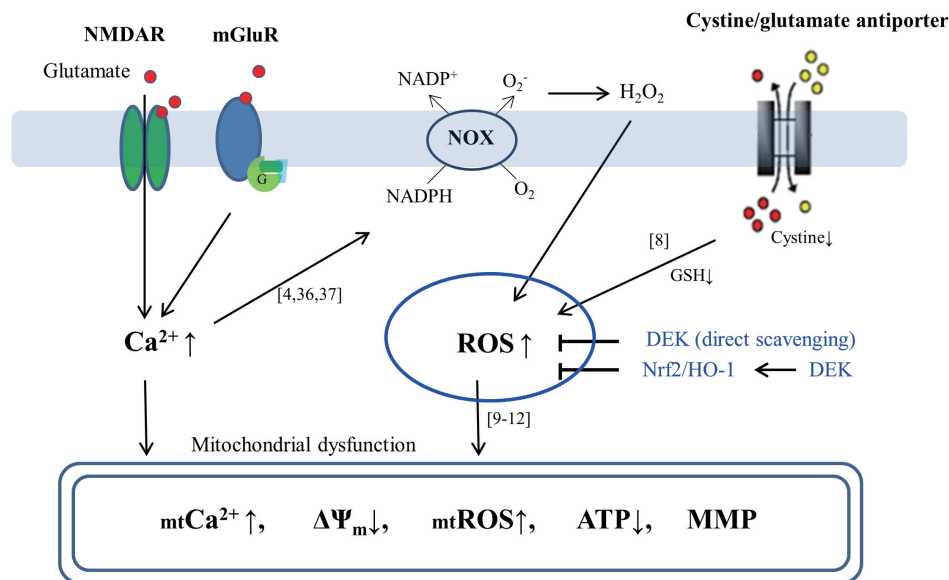 Cystine/glutamate antiporter
NMDAR
mGluR
Glutamate
NADP⁺
O₂⁻
H₂O₂
NOX
G
NADPH
O₂
[8]
Cystine↓
GSH↓
[4,36,37]
Ca²⁺↑
ROS↑
DEK (direct scavenging)
Nrf2/HO-1
DEK
[9-12]
Mitochondrial dysfunction
mtCa²⁺↑, ΔΨₘ↓, mtROS↑, ATP↓, MMP